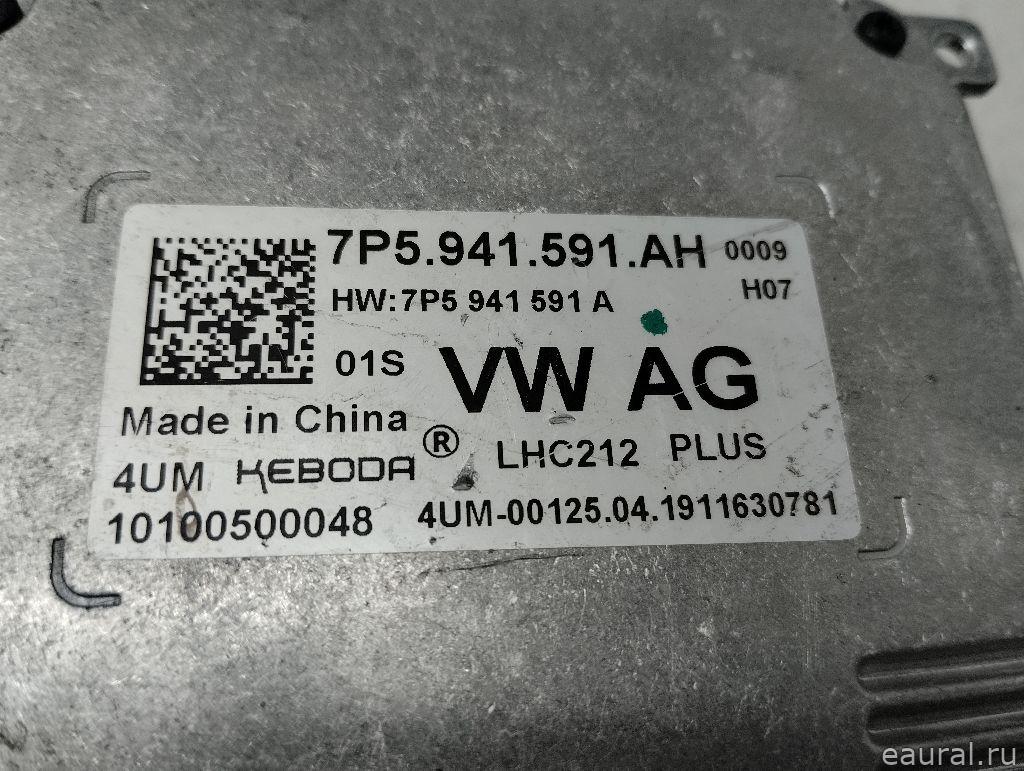 7P5.941.591.AH 0009
HW:7P5 941 591 A H07
01S VW AG
Made in China
4UM KEBODA® LHC212 PLUS
10100500048 4UM-00125.04.1911630781
eaural.ru